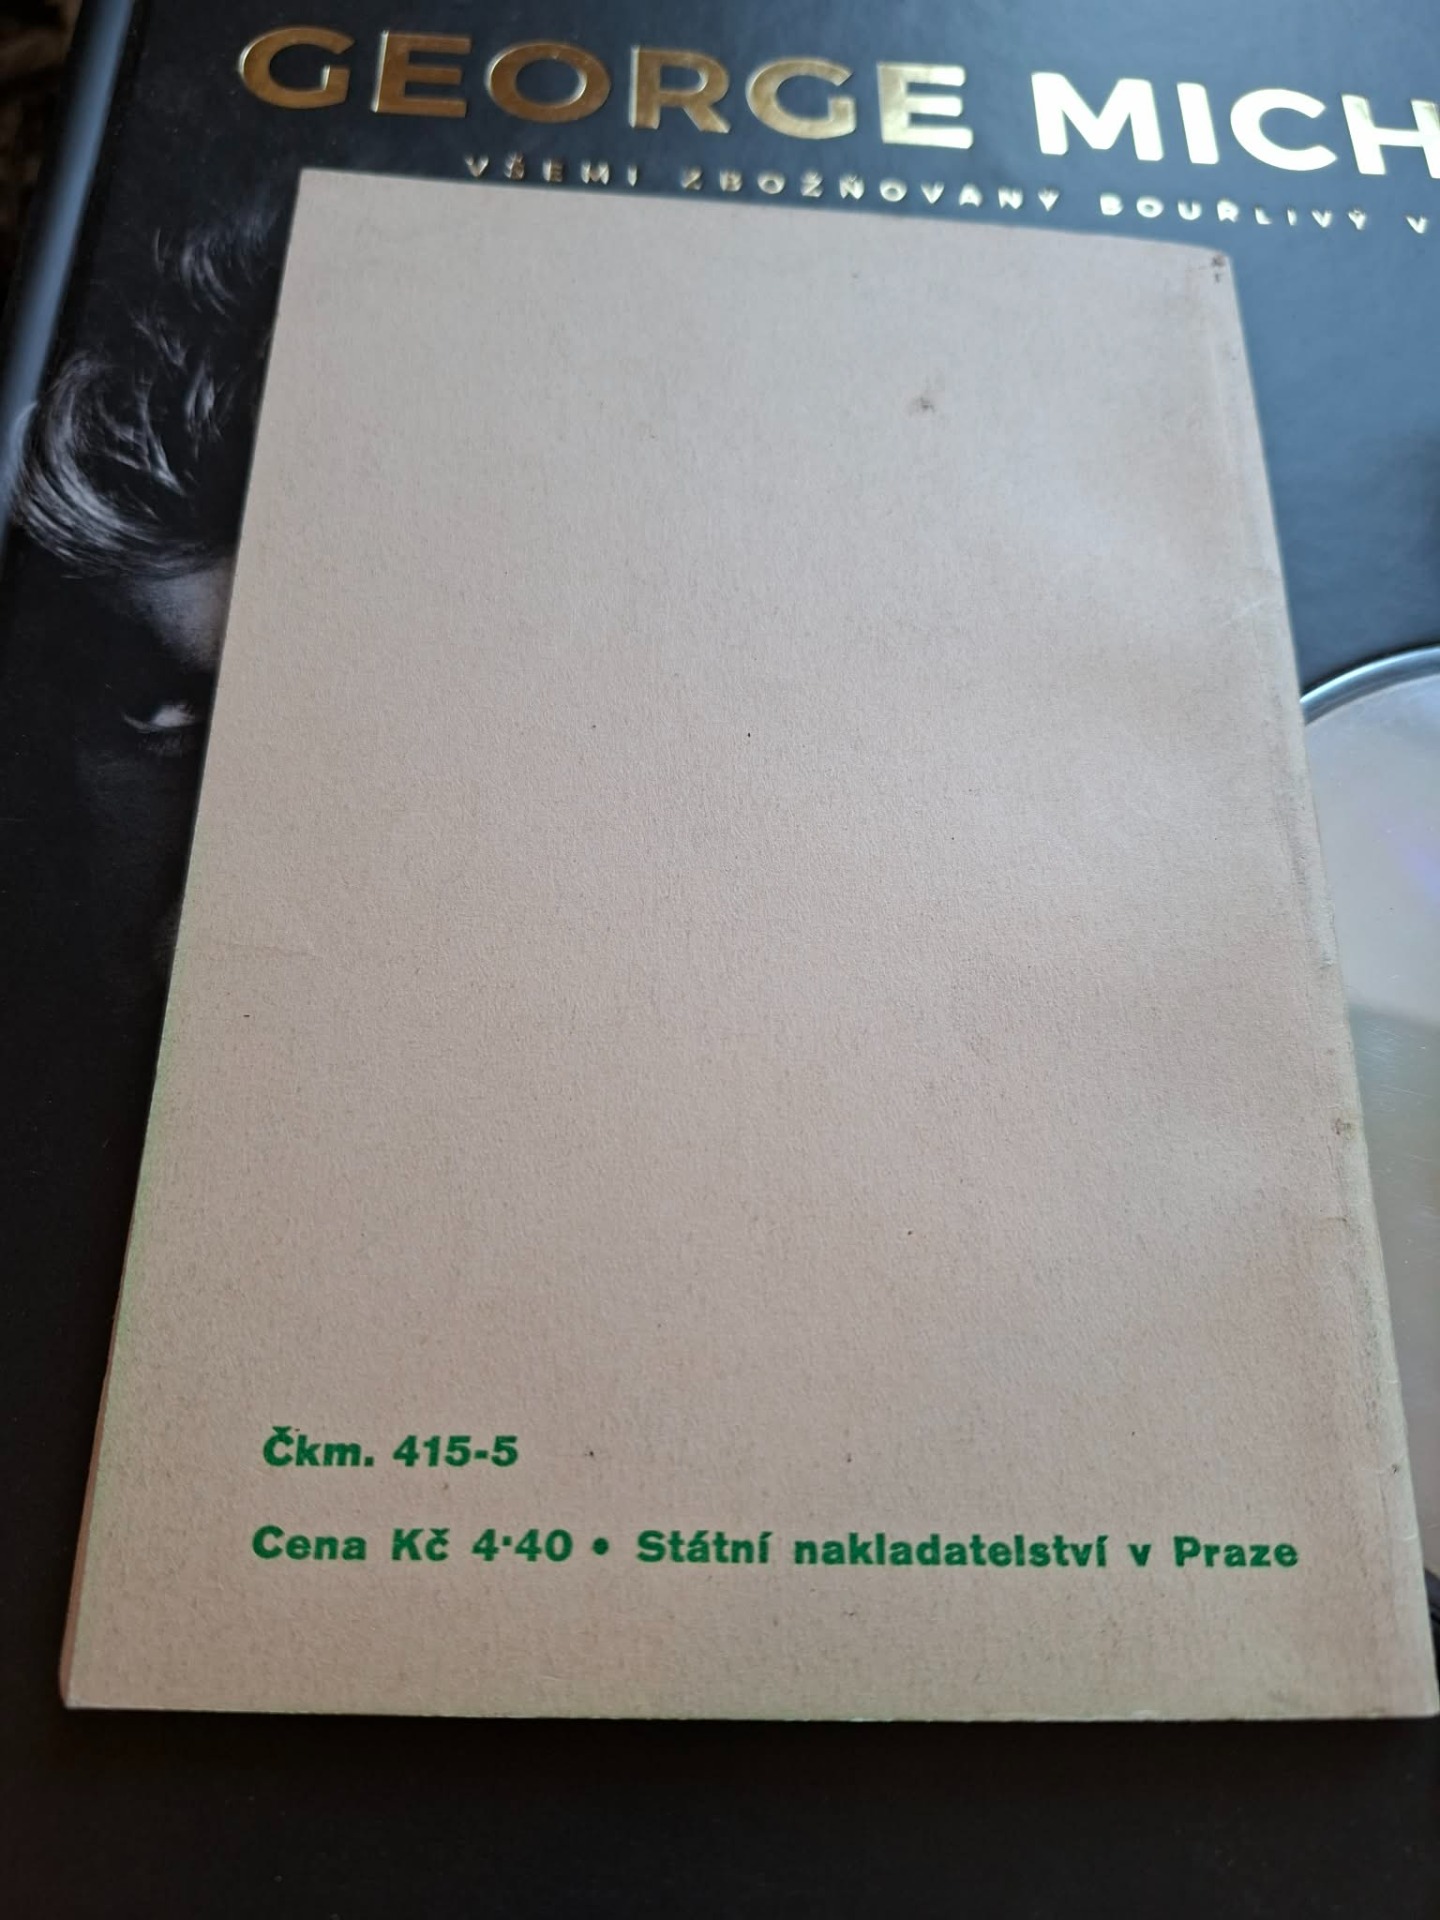 GEORGE MICH
VŠEMI ZBOŽŇOVANÝ BOUŘLIVÝ V
Čkm. 415-5
Cena Kč 4·40 • Státní nakladatelství v Praze